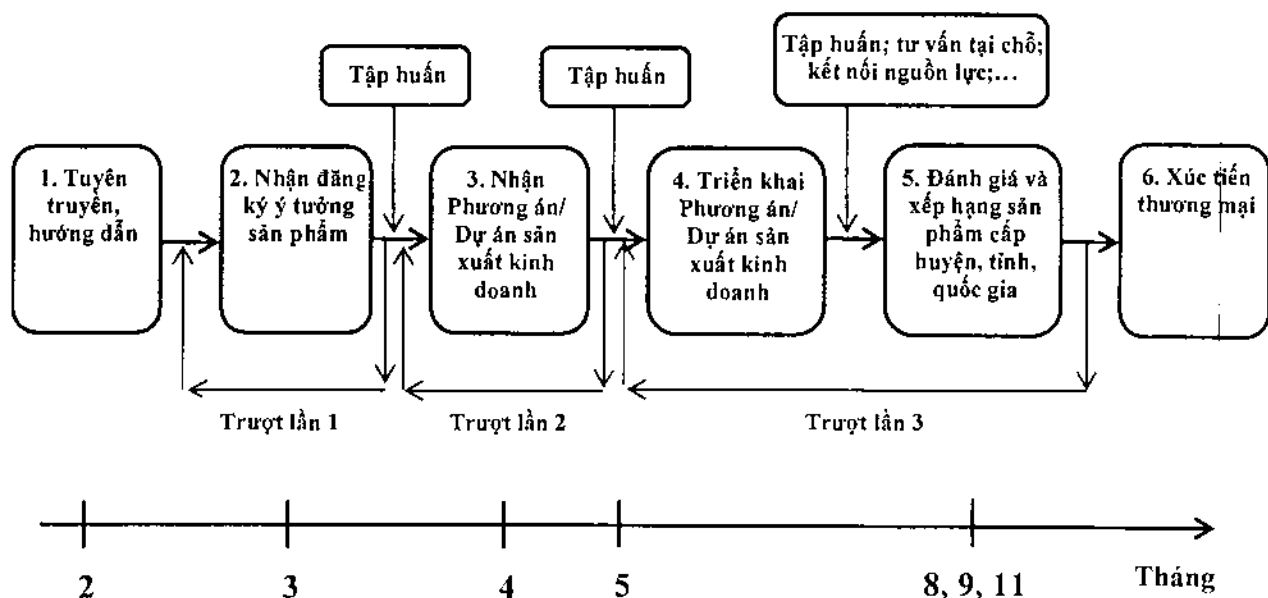 Tập huấn
Tập huấn
Tập huấn; tư vấn tại chỗ;
kết nối nguồn lực;...
1. Tuyên
truyền,
hướng dẫn
2. Nhận đăng
ký ý tưởng
sản phẩm
3. Nhận
Phương án/
Dự án sản
xuất kinh
doanh
4. Triển khai
Phương án/
Dự án sản
xuất kinh
doanh
5. Đánh giá và
xếp hạng sản
phẩm cấp
huyện, tỉnh,
quốc gia
6. Xúc tiến
thương mại
Trượt lần 1
Trượt lần 2
Trượt lần 3
2
3
4
5
8, 9, 11
Tháng